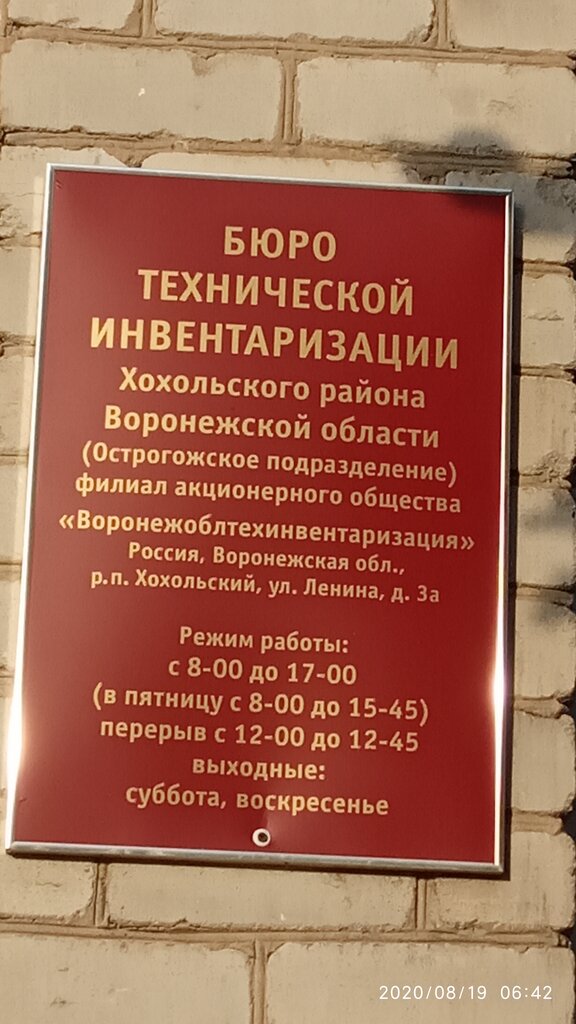 БЮРО
ТЕХНИЧЕСКОЙ
ИНВЕНТАРИЗАЦИИ
Хохольского района
Воронежской области
(Острогожское подразделение)
филиал акционерного общества
«Воронежоблтехинвентаризация»
Россия, Воронежская обл.,
р.п. Хохольский, ул. Ленина, д. 3а
Режим работы:
с 8-00 до 17-00
(в пятницу с 8-00 до 15-45)
перерыв с 12-00 до 12-45
выходные:
суббота, воскресенье
2020/08/19 06:42